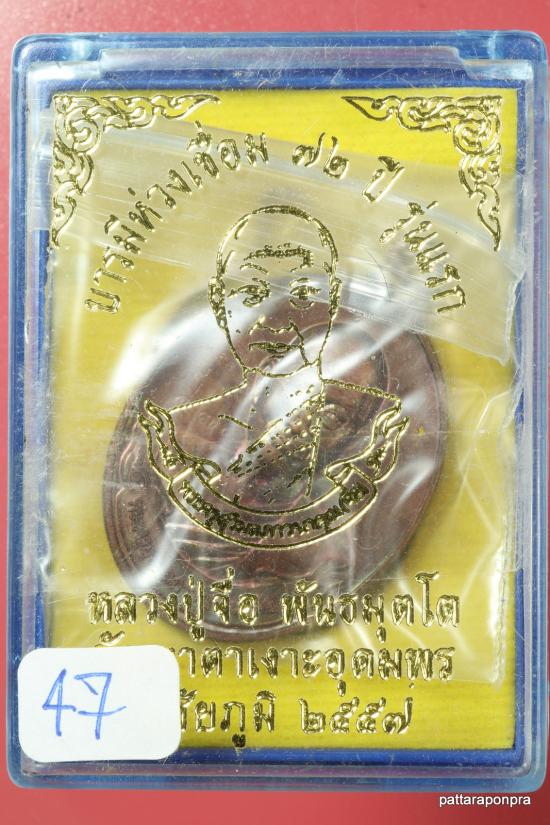 บารมีห่วงเชื่อม ๗๒ ปี รุ่นแรก
หลวงปู่จื่อ พันธมุตโต
าตาเงาะอุดมพร
ัยภูมิ ๒๕๕๗
47
pattaraponpra